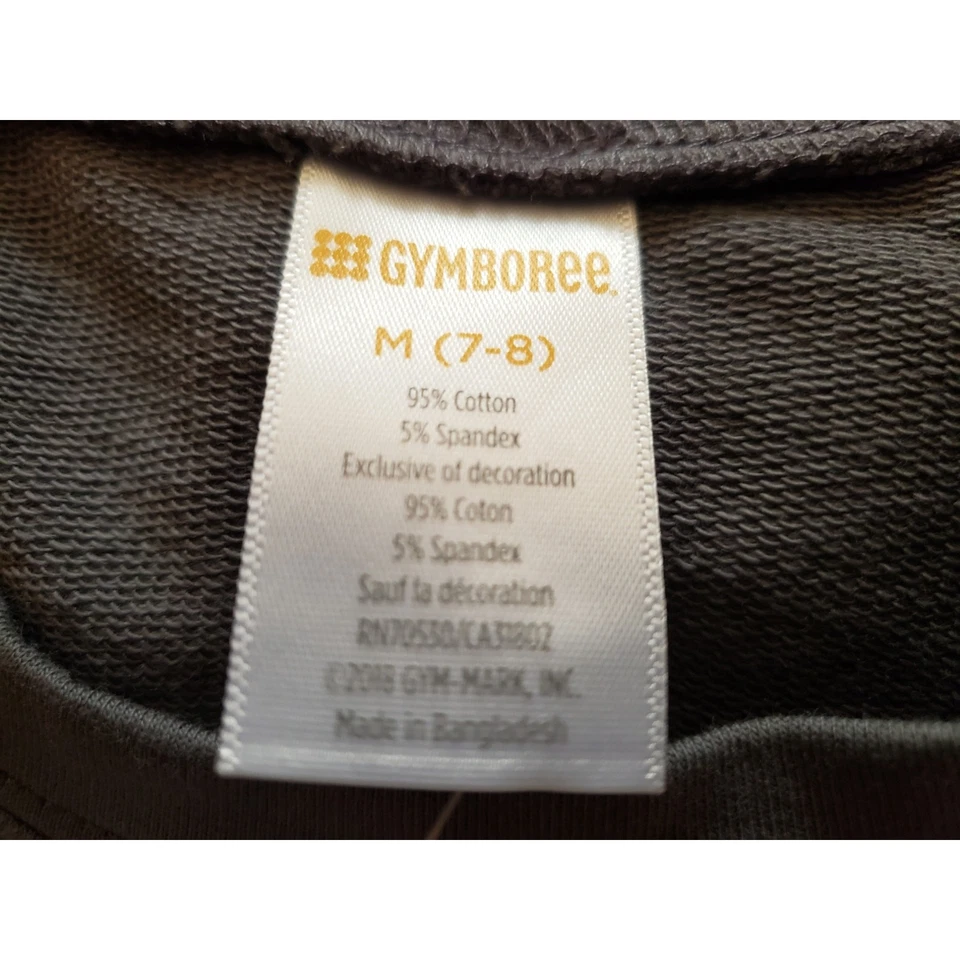 GYMBOREE
M (7-8)
95% Cotton
5% Spandex
Exclusive of decoration
95% Coton
5% Spandex
Sauf la décoration
RN70530/CA31802
©2018 GYM-MARK, INC.
Made in Bangladesh